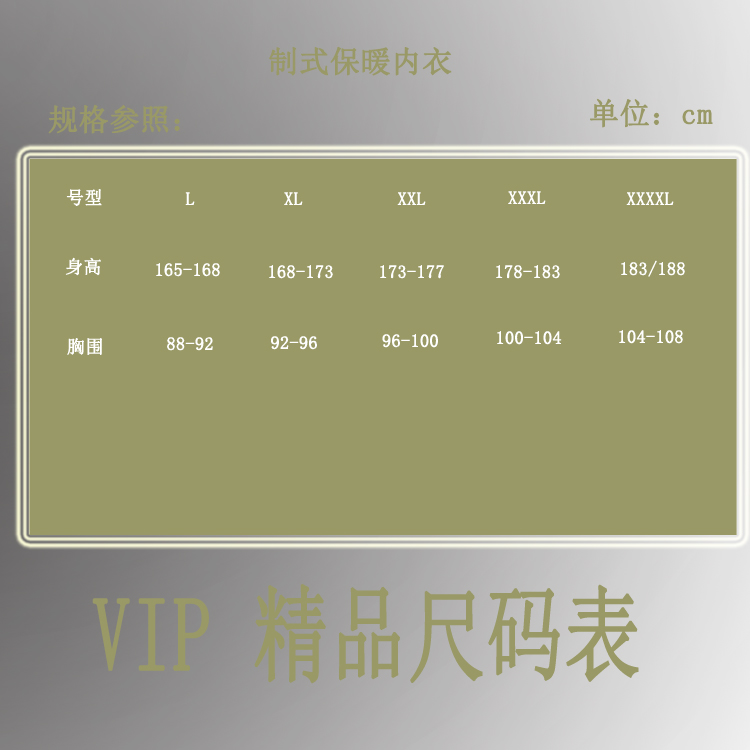 制式保暖内衣
规格参照： 单位：cm
号型 L XL XXL XXXL XXXXL
身高 165-168 168-173 173-177 178-183 183/188
胸围 88-92 92-96 96-100 100-104 104-108
VIP 精品尺码表